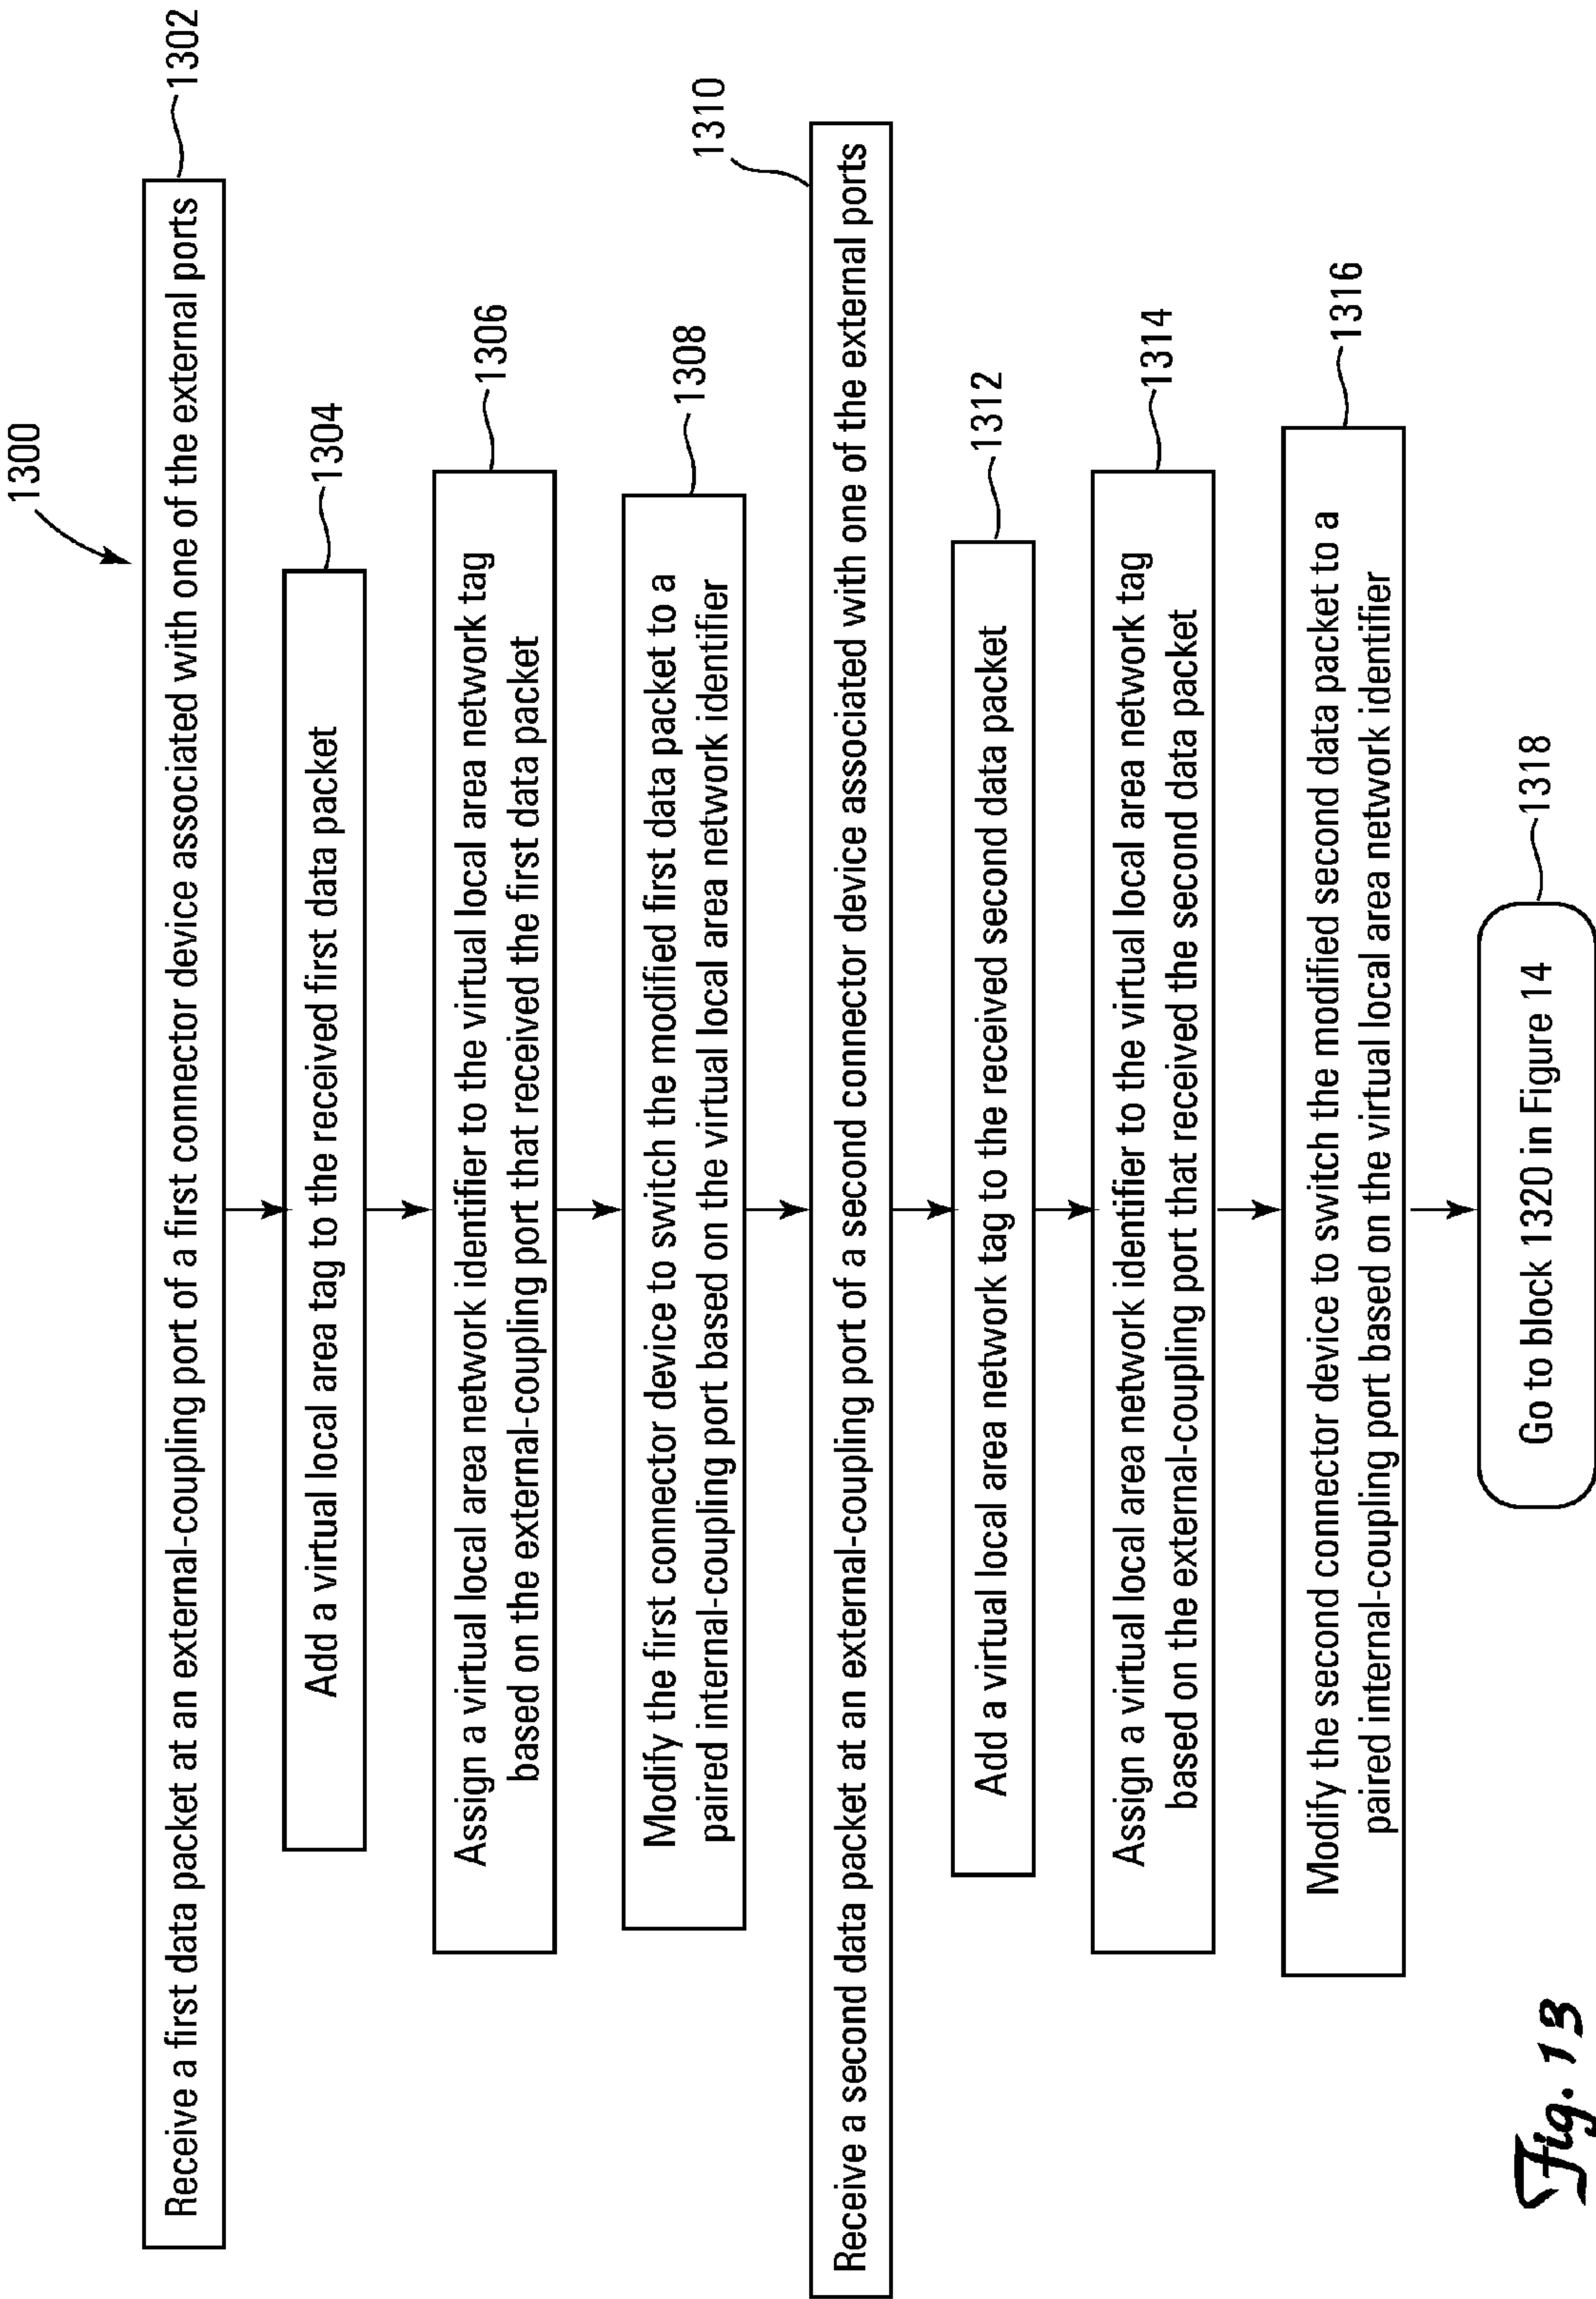 1300
Receive a first data packet at an external-coupling port of a first connector device associated with one of the external ports
1302
Add a virtual local area tag to the received first data packet
1304
Assign a virtual local area network identifier to the virtual local area network tag
based on the external-coupling port that received the first data packet
1306
Modify the first connector device to switch the modified first data packet to a
paired internal-coupling port based on the virtual local area network identifier
1308
Receive a second data packet at an external-coupling port of a second connector device associated with one of the external ports
1310
Add a virtual local area network tag to the received second data packet
1312
Assign a virtual local area network identifier to the virtual local area network tag
based on the external-coupling port that received the second data packet
1314
Modify the second connector device to switch the modified second data packet to a
paired internal-coupling port based on the virtual local area network identifier
1316
Go to block 1320 in Figure 14
1318
Fig. 13